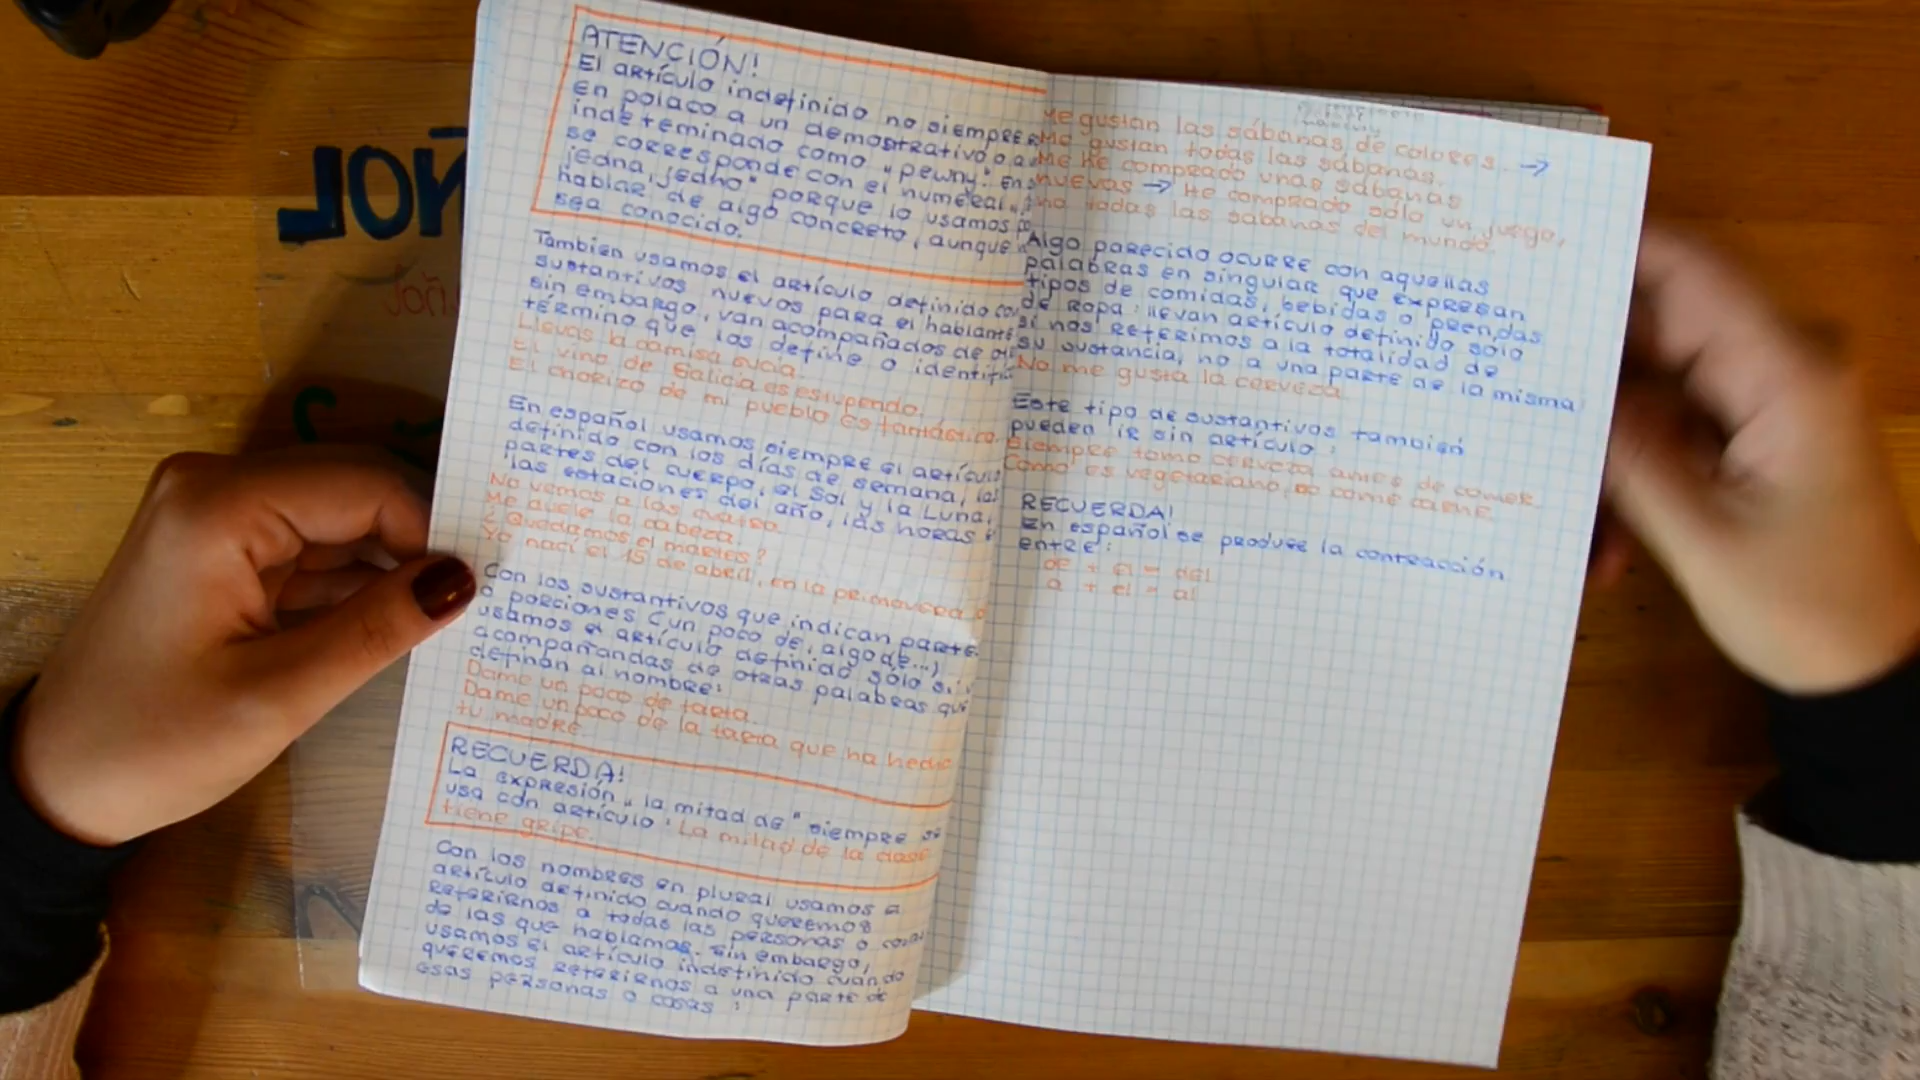 ATENCIÓN!
El artículo indefinido no siempre
en polaco a un demostrativo o a
indeterminado como "pewny". En
se corresponde con el numeral
jedna, jedno" porque lo usamos
hablar de algo concreto, aunque
sea conocido.
Tambien usamos el artículo definido con
sustantivos nuevos para el hablante
sin embargo, van acompañados de
término que los define o identifi
Llevas la camisa sucia.
El vino de Galicia es estupendo.
El chorizo de mi pueblo es fantástico.
En español usamos siempre el artículo
definido con los días de semana, las
partes del cuerpo, el Sol y la Luna,
las estaciones del año, las horas
No vemos a las cuatro.
Me duele la cabeza.
¿Quedamos el martes?
Yo nací el 15 de abril, en la primavera
Con los sustantivos que indican parte
o porciones (un poco de, algo de...)
usamos el artículo definido sólo si
acompañandas de otras palabras que
definan al nombre:
Dame un poco de tarta.
Dame un poco de la tarta que ha hecho
tu madre.
RECUERDA!
La expresión "la mitad de" siempre se
usa con artículo: La mitad de la clase
tiene gripe.
Con los nombres en plural usamos
artículo definido cuando queremos
referirnos a todas las personas o cosas
de las que hablamos. Sin embargo,
usamos el artículo indefinido cuando
queremos referirnos a una parte de
esas personas o cosas:
Me gustan las sábanas de colores. →
Me gustan todas las sábanas.
Me he comprado unas sábanas
nuevas → He comprado sólo un juego,
no todas las sábanas del mundo.
Algo parecido ocurre con aquellas
palabras en singular que expresan
tipos de comidas, bebidas o prendas
de ropa: llevan artículo definido sólo
si nos referimos a la totalidad de
su sustancia, no a una parte de la misma
No me gusta la cerveza.
Este tipo de sustantivos también
pueden ir sin artículo:
Siempre tomo cerveza antes de comer.
Como es vegetariano, no come carne.
RECUERDA!
En español se produce la contracción
entre:
de + el = del
a + el = al